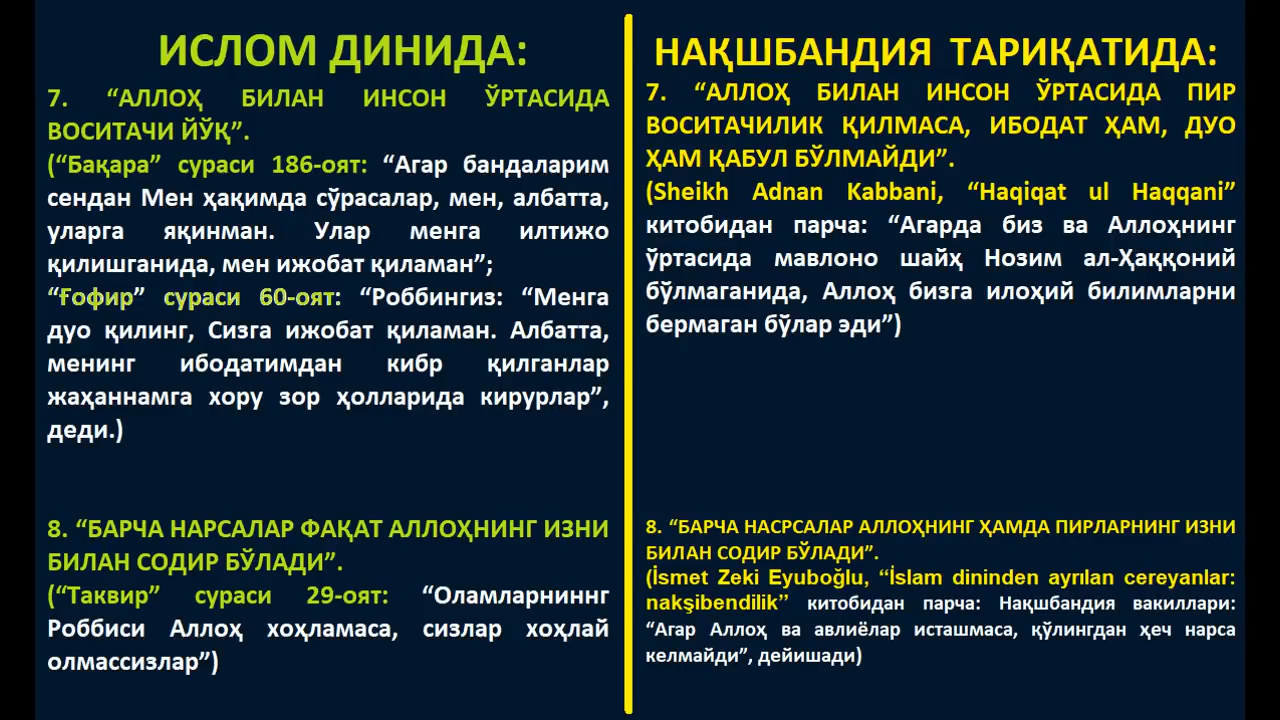 ИСЛОМ ДИНИДА:
7. “АЛЛОҲ БИЛАН ИНСОН ЎРТАСИДА
ВОСИТАЧИ ЙЎҚ”.
(“Бақара” сураси 186-оят: “Агар бандаларим
сендан Мен ҳақимда сўрасалар, мен, албатта,
уларга яқинман. Улар менга илтижо
қилишганида, мен ижобат қиламан”;
“Ғофир” сураси 60-оят: “Роббингиз: “Менга
дуо қилинг, Сизга ижобат қиламан. Албатта,
менинг ибодатимдан кибр қилганлар
жаҳаннамга хору зор ҳолларида кирурлар”,
деди.)
8. “БАРЧА НАРСАЛАР ФАҚАТ АЛЛОҲНИНГ ИЗНИ
БИЛАН СОДИР БЎЛАДИ”.
(“Таквир” сураси 29-оят: “Оламларниннг
Роббиси Аллоҳ хоҳламаса, сизлар хоҳлай
олмассизлар”)
НАҚШБАНДИЯ ТАРИҚАТИДА:
7. “АЛЛОҲ БИЛАН ИНСОН ЎРТАСИДА ПИР
ВОСИТАЧИЛИК ҚИЛМАСА, ИБОДАТ ҲАМ, ДУО
ҲАМ ҚАБУЛ БЎЛМАЙДИ”.
(Sheikh Adnan Kabbani, “Haqiqat ul Haqqani”
китобидан парча: “Агарда биз ва Аллоҳнинг
ўртасида мавлоно шайҳ Нозим ал-Ҳаққоний
бўлмаганида, Аллоҳ бизга илоҳий билимларни
бермаган бўлар эди”)
8. “БАРЧА НАСРСАЛАР АЛЛОҲНИНГ ҲАМДА ПИРЛАРНИНГ ИЗНИ
БИЛАН СОДИР БЎЛАДИ”.
(İsmet Zeki Eyuboğlu, “İslam dininden ayrılan cereyanlar:
nakşibendilik” китобидан парча: Нақшбандия вакиллари:
“Агар Аллоҳ ва авлиёлар исташмаса, қўлингдан ҳеч нарса
келмайди”, дейишади)